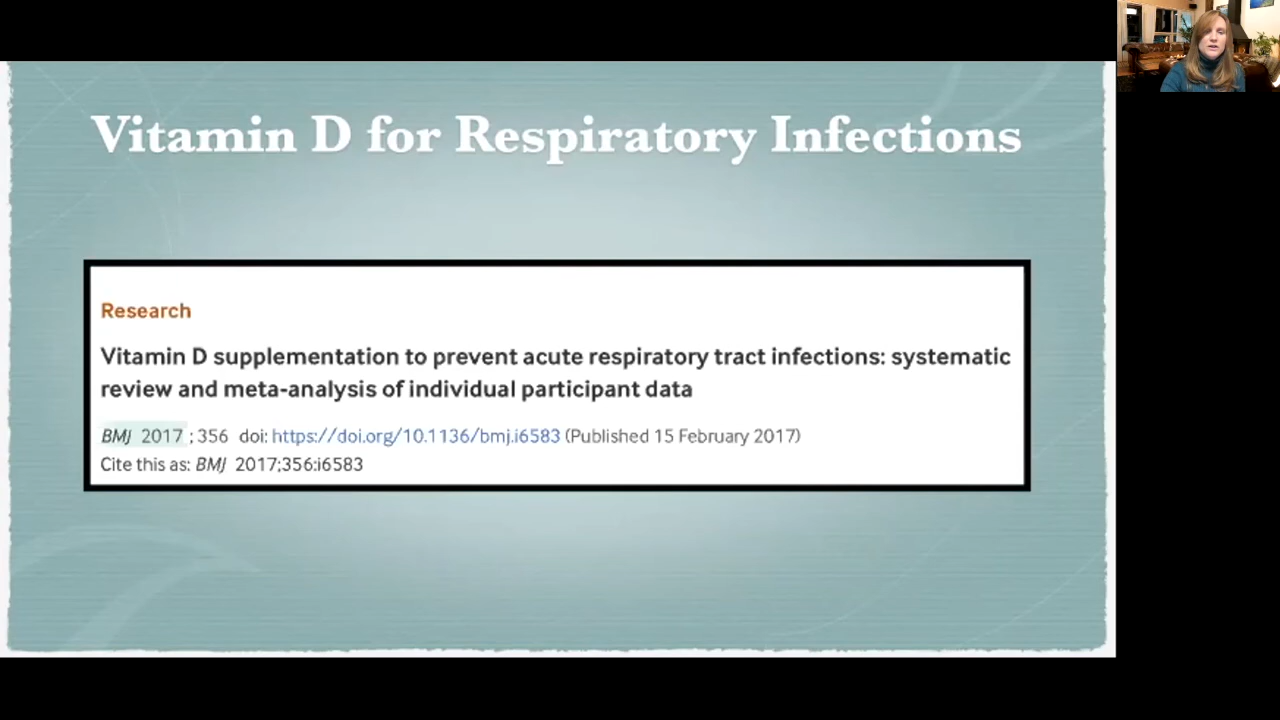 Vitamin D for Respiratory Infections
Research
Vitamin D supplementation to prevent acute respiratory tract infections: systematic
review and meta-analysis of individual participant data
BMJ 2017 ; 356 doi: https://doi.org/10.1136/bmj.i6583 (Published 15 February 2017)
Cite this as: BMJ 2017;356:i6583